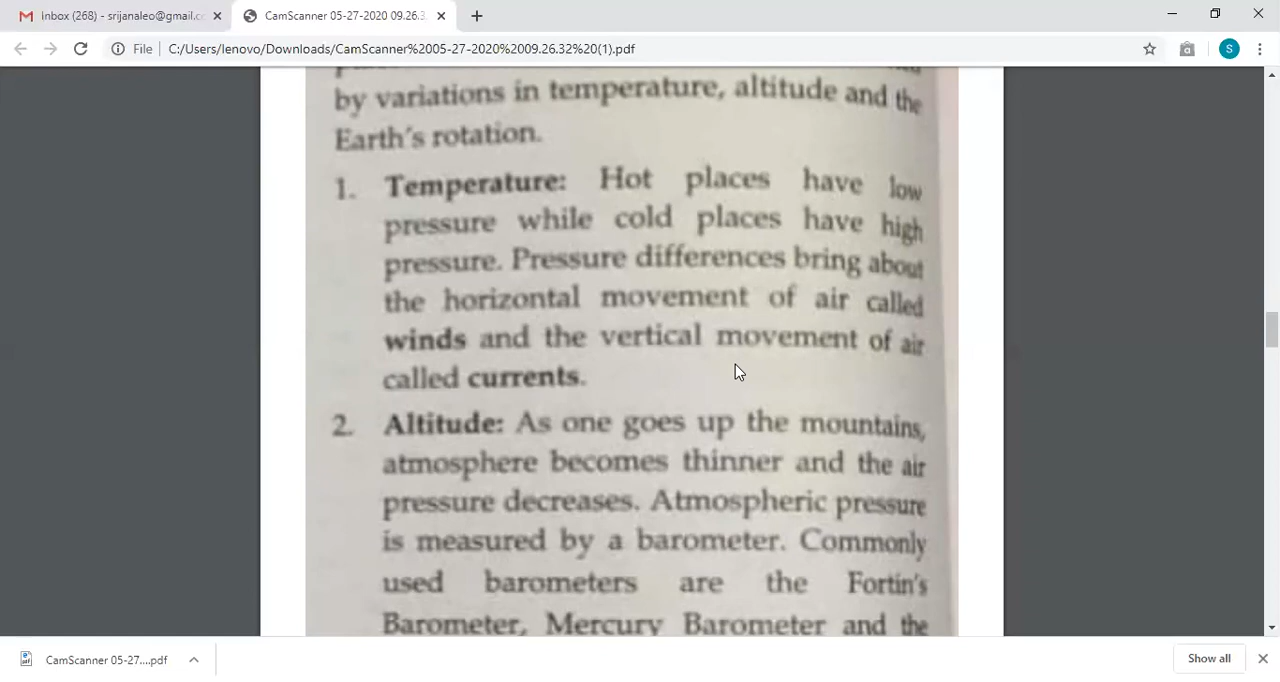 Inbox (268) - srijanaleo@gmail.cc
CamScanner 05-27-2020 09.26.3
File
C:/Users/lenovo/Downloads/CamScanner%2005-27-2020%2009.26.32%20(1).pdf
S
by variations in temperature, altitude and the
Earth's rotation.
1. Temperature: Hot places have low
pressure while cold places have high
pressure. Pressure differences bring about
the horizontal movement of air called
winds and the vertical movement of air
called currents.
2. Altitude: As one goes up the mountains,
atmosphere becomes thinner and the air
pressure decreases. Atmospheric pressure
is measured by a barometer. Commonly
used barometers are the Fortin's
Barometer, Mercury Barometer and the
CamScanner 05-27....pdf
Show all